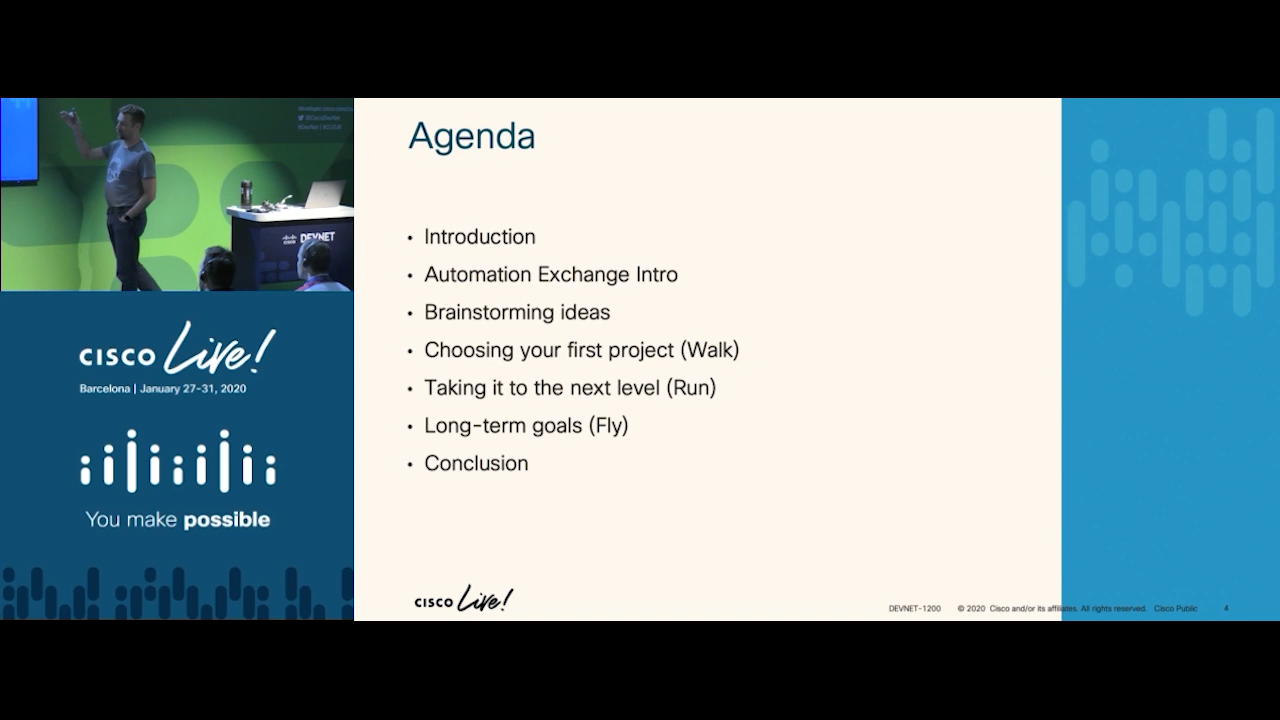 @CiscoDevNet
CISCO
DEVNET
CISCO Live!
Barcelona | January 27-31, 2020
You make possible
Agenda
• Introduction
• Automation Exchange Intro
• Brainstorming ideas
• Choosing your first project (Walk)
• Taking it to the next level (Run)
• Long-term goals (Fly)
• Conclusion
CISCO Live!
DEVNET-1200 © 2020 Cisco and/or its affiliates. All rights reserved. Cisco Public 4